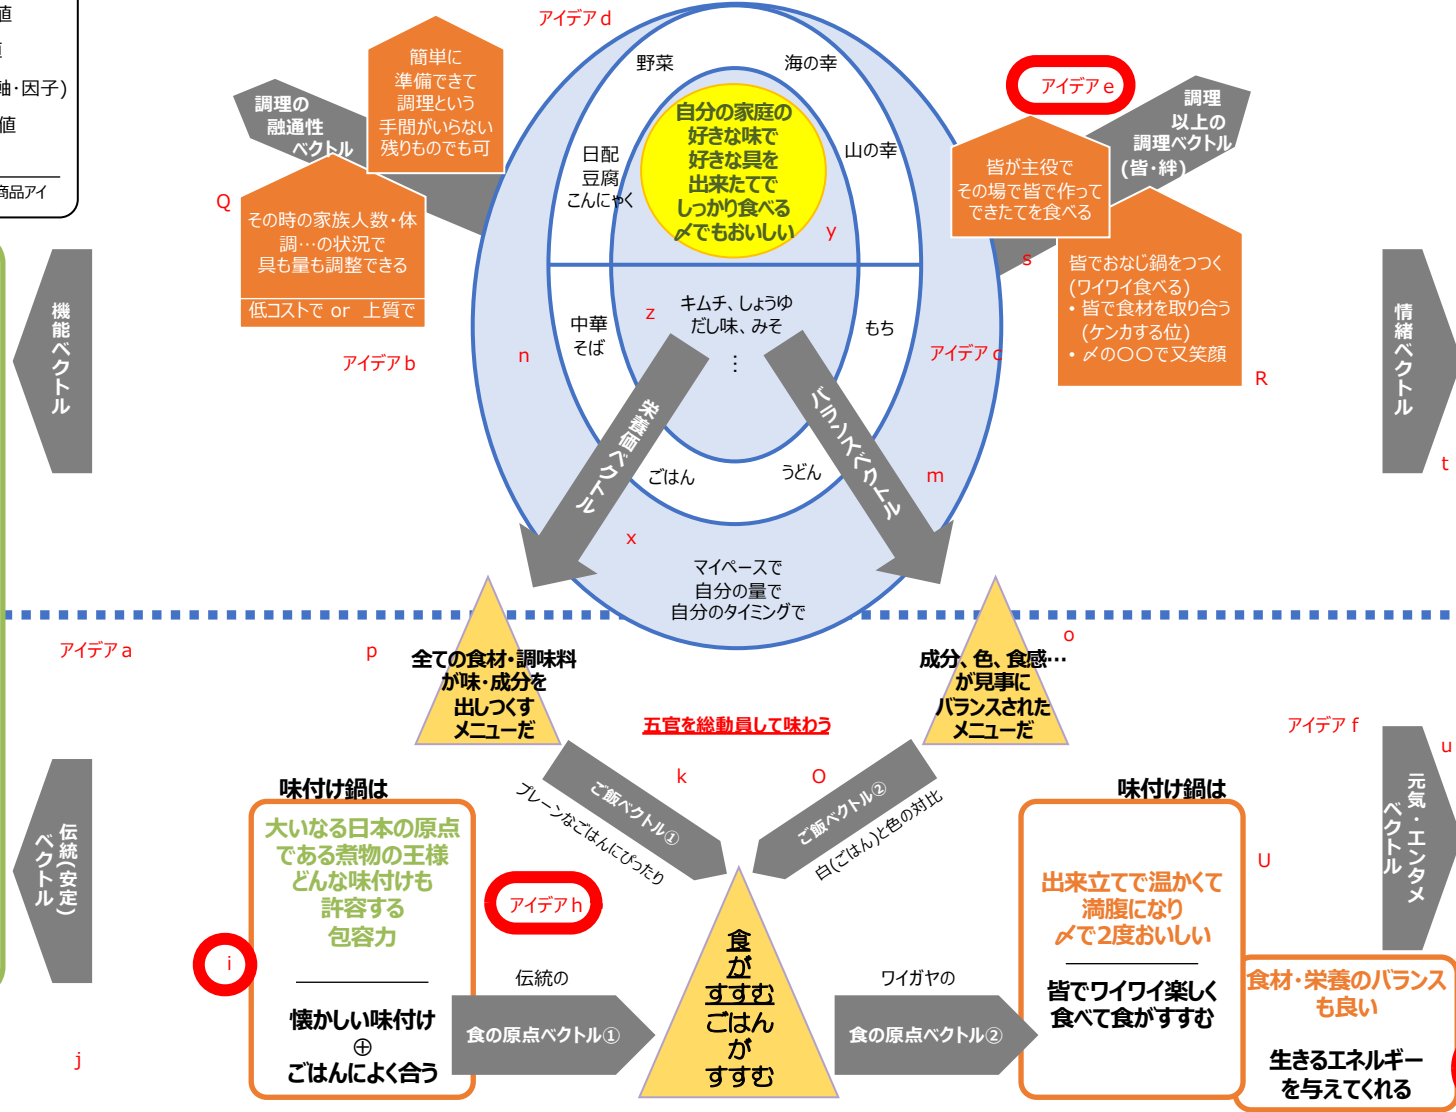 値
値
軸・因子)
値
商品アイ
アイデア d
簡単に
準備できて
調理という
手間がいらない
残りものでも可
調理の
融通性
ベクトル
Q
その時の家族人数・体
調…の状況で
具も量も調整できる
低コストで or 上質で
アイデア b
機能ベクトル
野菜
海の幸
自分の家庭の
好きな味で
好きな具を
出来たてで
しっかり食べる
〆でもおいしい
y
日配
豆腐
こんにゃく
山の幸
中華
そば
z
キムチ、しょうゆ
だし味、みそ
…
もち
n
アイデア c
栄養価ベクトル
バランスベクトル
ごはん
うどん
m
x
マイペースで
自分の量で
自分のタイミングで
アイデア e
調理
以上の
調理ベクトル
(皆・絆)
皆が主役で
その場で皆で作って
できたてを食べる
s
皆でおなじ鍋をつつく
(ワイワイ食べる)
・皆で食材を取り合う
(ケンカする位)
・〆の〇〇で又笑顔
R
情緒ベクトル
t
アイデア a
p
全ての食材・調味料
が味・成分を
出しつくす
メニューだ
o
成分、色、食感…
が見事に
バランスされた
メニューだ
五官を総動員して味わう
アイデア f
u
k
O
ご飯ベクトル①
プレーンなごはんにぴったり
ご飯ベクトル②
白(ごはん)と色の対比
伝統(安定)
ベクトル
j
味付け鍋は
大いなる日本の原点
である煮物の王様
どんな味付けも
許容する
包容力
懐かしい味付け
⊕
ごはんによく合う
i
アイデア h
伝統の
食の原点ベクトル①
食
が
すすむ
ごはん
が
すすむ
ワイガヤの
食の原点ベクトル②
味付け鍋は
出来立てで温かくて
満腹になり
〆で2度おいしい
皆でワイワイ楽しく
食べて食がすすむ
U
元気・エンタメ
ベクトル
食材・栄養のバランス
も良い
生きるエネルギー
を与えてくれる